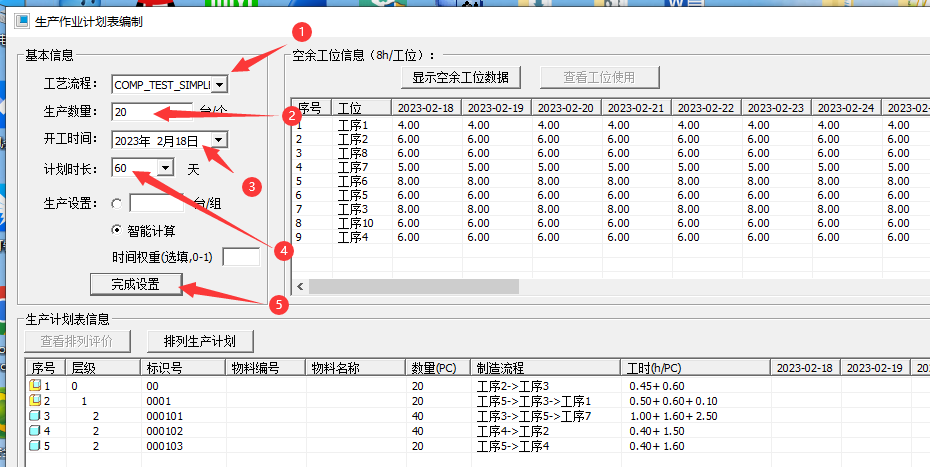 生产作业计划表编制
基本信息
工艺流程: COMP_TEST_SIMPLI
1
生产数量: 20 台/个
2
开工时间: 2023年 2月18日
3
计划时长: 60 天
生产设置: 台/组
智能计算
4
时间权重(选填,0-1)
完成设置
5
空余工位信息（8h/工位）:
显示空余工位数据 查看工位使用
序号 工位 2023-02-18 2023-02-19 2023-02-20 2023-02-21 2023-02-22 2023-02-23 2023-02-24 2023-02-
1 工序1 4.00 4.00 4.00 4.00 4.00 4.00 4.00 4.00
2 工序2 6.00 6.00 6.00 6.00 6.00 6.00 6.00 6.00
3 工序8 6.00 6.00 6.00 6.00 6.00 6.00 6.00 6.00
4 工序7 5.00 5.00 5.00 5.00 5.00 5.00 5.00 5.00
5 工序6 8.00 8.00 8.00 8.00 8.00 8.00 8.00 8.00
6 工序5 6.00 6.00 6.00 6.00 6.00 6.00 6.00 6.00
7 工序3 8.00 8.00 8.00 8.00 8.00 8.00 8.00 8.00
8 工序10 6.00 6.00 6.00 6.00 6.00 6.00 6.00 6.00
9 工序4 6.00 6.00 6.00 6.00 6.00 6.00 6.00 6.00
生产计划表信息
查看排列评价 排列生产计划
序号 层级 标识号 物料编号 物料名称 数量(PC) 制造流程 工时(h/PC) 2023-02-18 2023-02-19 202
1 0 00 20 工序2->工序3 0.45+ 0.60
2 1 0001 20 工序5->工序3->工序1 0.50+ 0.60+ 0.10
3 2 000101 40 工序3->工序5->工序7 1.00+ 1.60+ 2.50
4 2 000102 40 工序4->工序2 0.40+ 1.50
5 2 000103 20 工序5->工序4 0.40+ 1.60